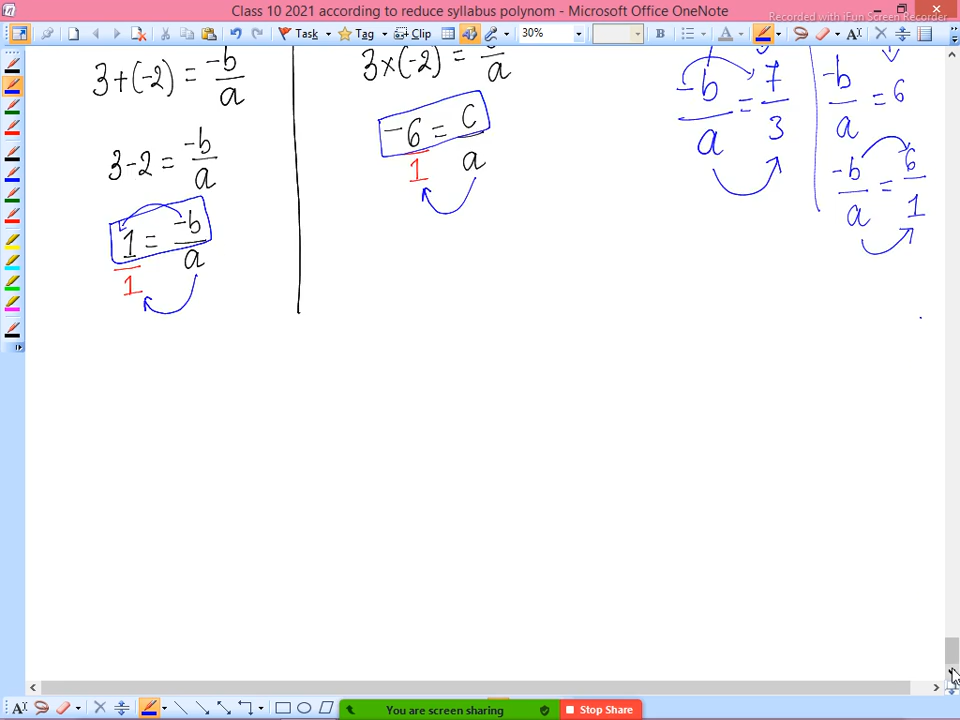 Class 10 2021 according to reduce syllabus polynom - Microsoft Office OneNote
Recorded with iFun Screen Recorder
Task Tag Clip 30% B A
3+(-2) = -b/a
3-2 = -b/a
1/1 = -b/a
3×(-2) = /a
-6/1 = C/a
-b/a = 7/3
-b/a = 6
-b/a = 6/1
You are screen sharing Stop Share